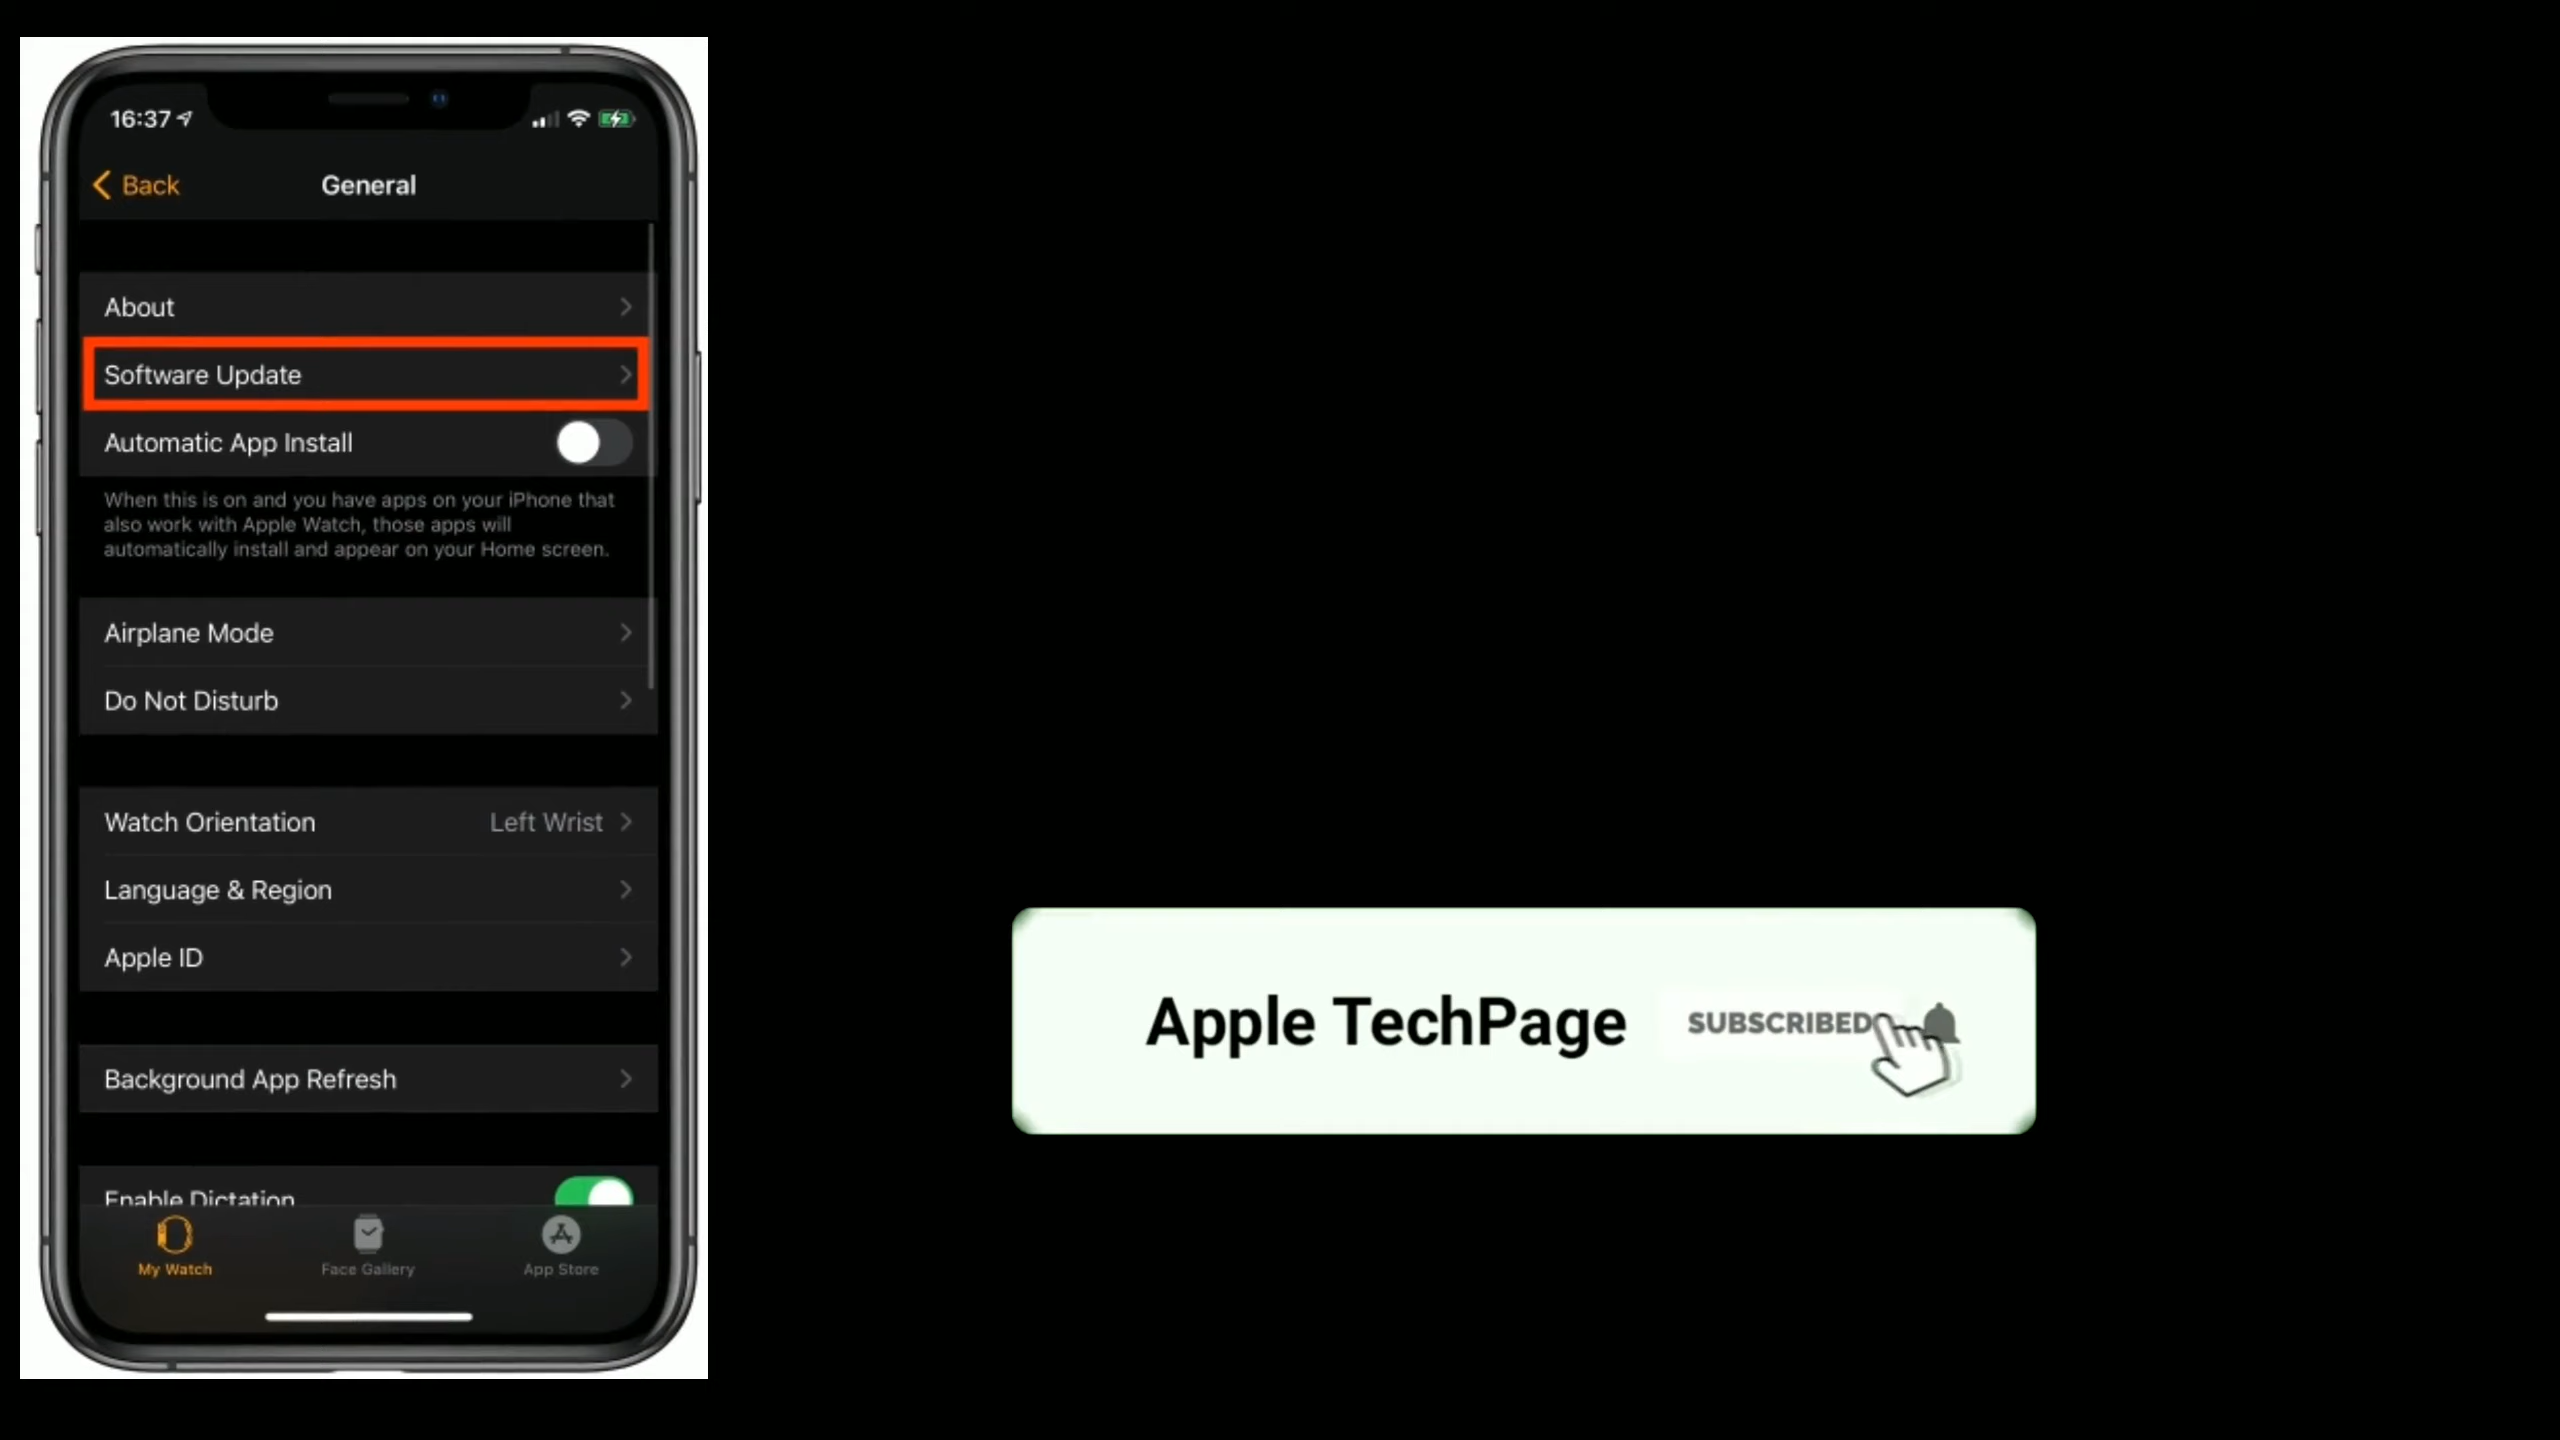 16:37
Back
General
About
Software Update
Automatic App Install
When this is on and you have apps on your iPhone that
also work with Apple Watch, those apps will
automatically install and appear on your Home screen.
Airplane Mode
Do Not Disturb
Watch Orientation Left Wrist
Language & Region
Apple ID
Background App Refresh
Enable Dictation
My Watch Face Gallery App Store
Apple TechPage SUBSCRIBED